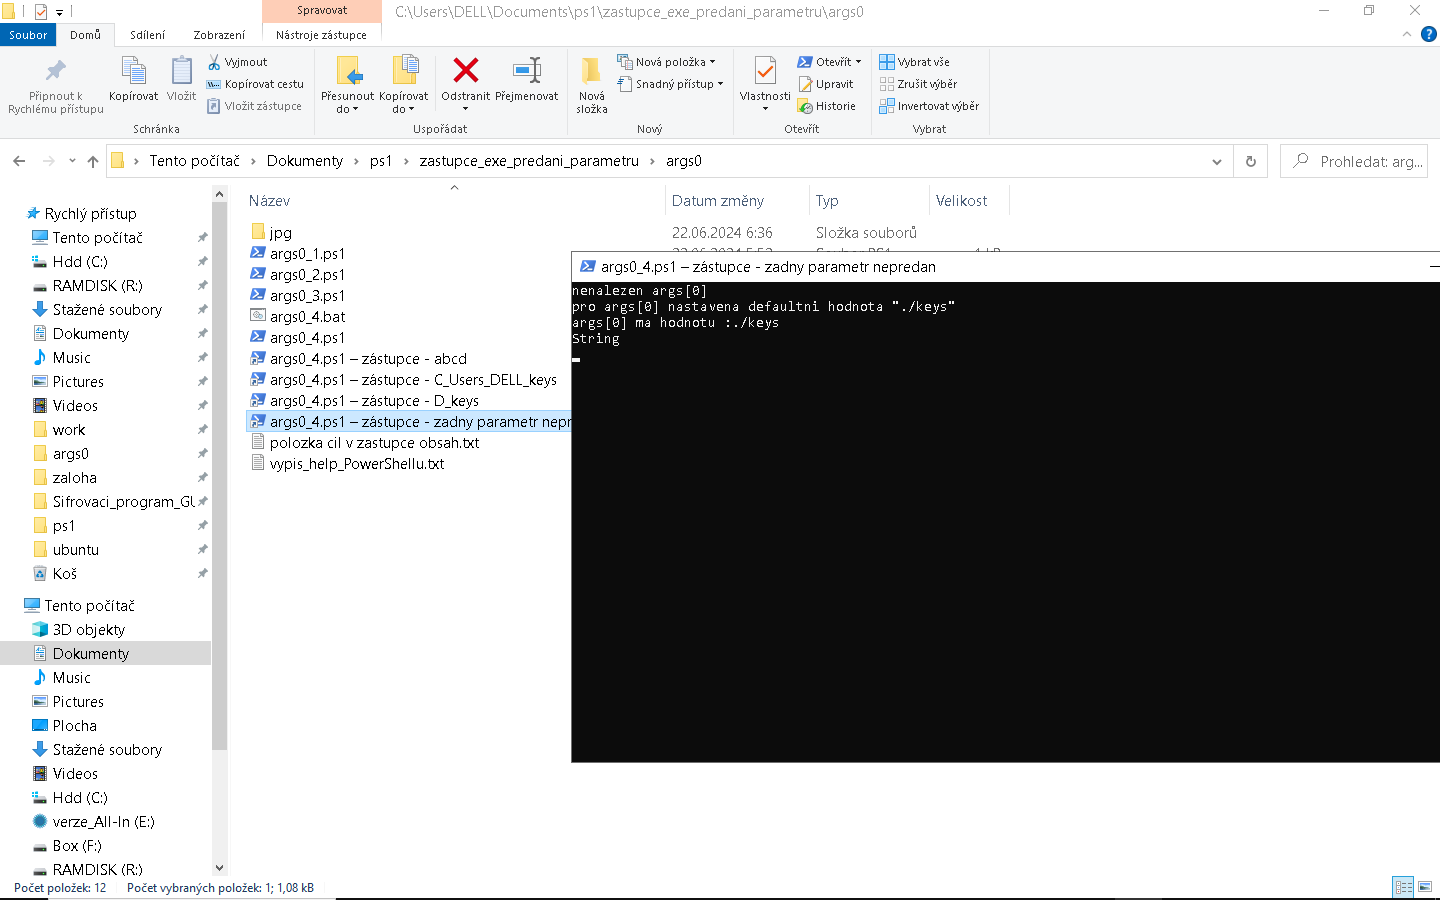 Spravovat
C:\Users\DELL\Documents\ps1\zastupce_exe_predani_parametru\args0
Soubor
Domů
Sdílení
Zobrazení
Nástroje zástupce
Připnout k
Rychlému přístupu
Kopírovat
Vložit
Vyjmout
Kopírovat cestu
Vložit zástupce
Schránka
Přesunout
do
Kopírovat
do
Odstranit
Přejmenovat
Uspořádat
Nová
složka
Nová položka
Snadný přístup
Nový
Vlastnosti
Otevřít
Upravit
Historie
Otevřít
Vybrat vše
Zrušit výběr
Invertovat výběr
Vybrat
Tento počítač
Dokumenty
ps1
zastupce_exe_predani_parametru
args0
Prohledat: arg...
Rychlý přístup
Tento počítač
Hdd (C:)
RAMDISK (R:)
Stažené soubory
Dokumenty
Music
Pictures
Videos
work
args0
zaloha
Sifrovaci_program_GU
ps1
ubuntu
Koš
Tento počítač
3D objekty
Dokumenty
Music
Pictures
Plocha
Stažené soubory
Videos
Hdd (C:)
verze_All-In (E:)
Box (F:)
RAMDISK (R:)
Název
Datum změny
Typ
Velikost
jpg
22.06.2024 6:36
Složka souborů
args0_1.ps1
args0_2.ps1
args0_3.ps1
args0_4.bat
args0_4.ps1
args0_4.ps1 – zástupce - abcd
args0_4.ps1 – zástupce - C_Users_DELL_keys
args0_4.ps1 – zástupce - D_keys
args0_4.ps1 – zástupce - zadny parametr nepr
polozka cil v zastupce obsah.txt
vypis_help_PowerShellu.txt
args0_4.ps1 – zástupce - zadny parametr nepredan
nenalezen args[0]
pro args[0] nastavena defaultni hodnota "./keys"
args[0] ma hodnotu :./keys
String
Počet položek: 12
Počet vybraných položek: 1; 1,08 kB